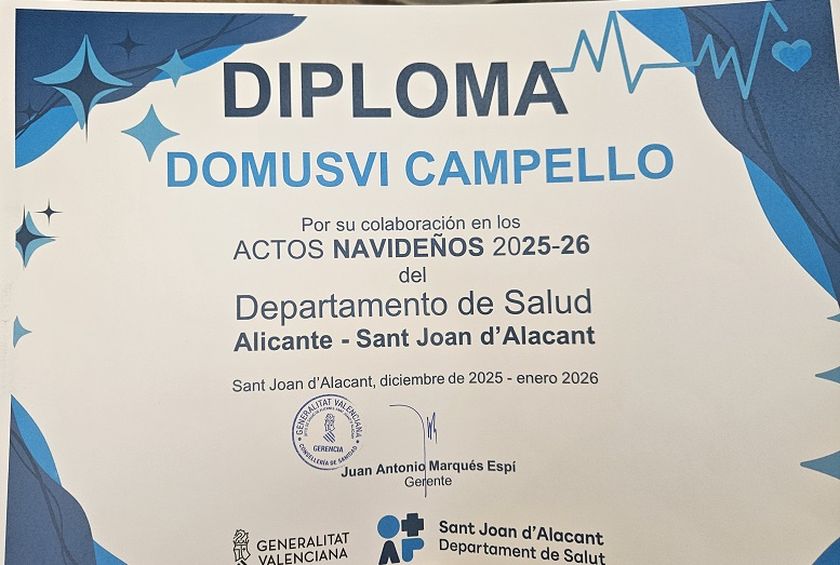 DIPLOMA
DOMUSVI CAMPELLO
Por su colaboración en los
ACTOS NAVIDEÑOS 2025-26
del
Departamento de Salud
Alicante - Sant Joan d'Alacant
Sant Joan d'Alacant, diciembre de 2025 - enero 2026
GENERALITAT VALENCIANA
GERENCIA
CONSELLERÍA DE SANIDAD
Juan Antonio Marqués Espí
Gerente
GENERALITAT
VALENCIANA
Sant Joan d'Alacant
Departament de Salut